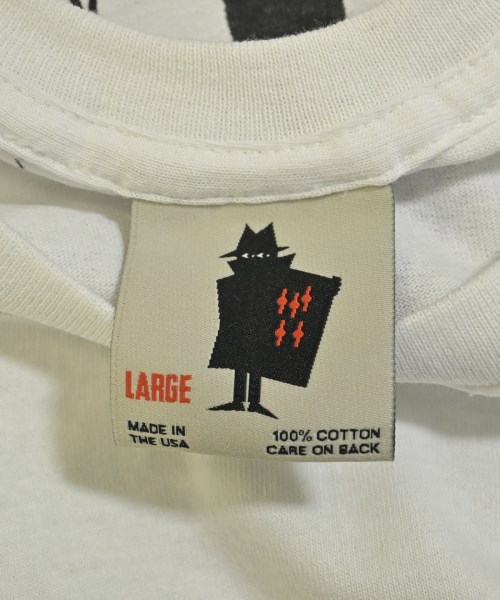 LARGE
MADE IN
THE USA
100% COTTON
CARE ON BACK